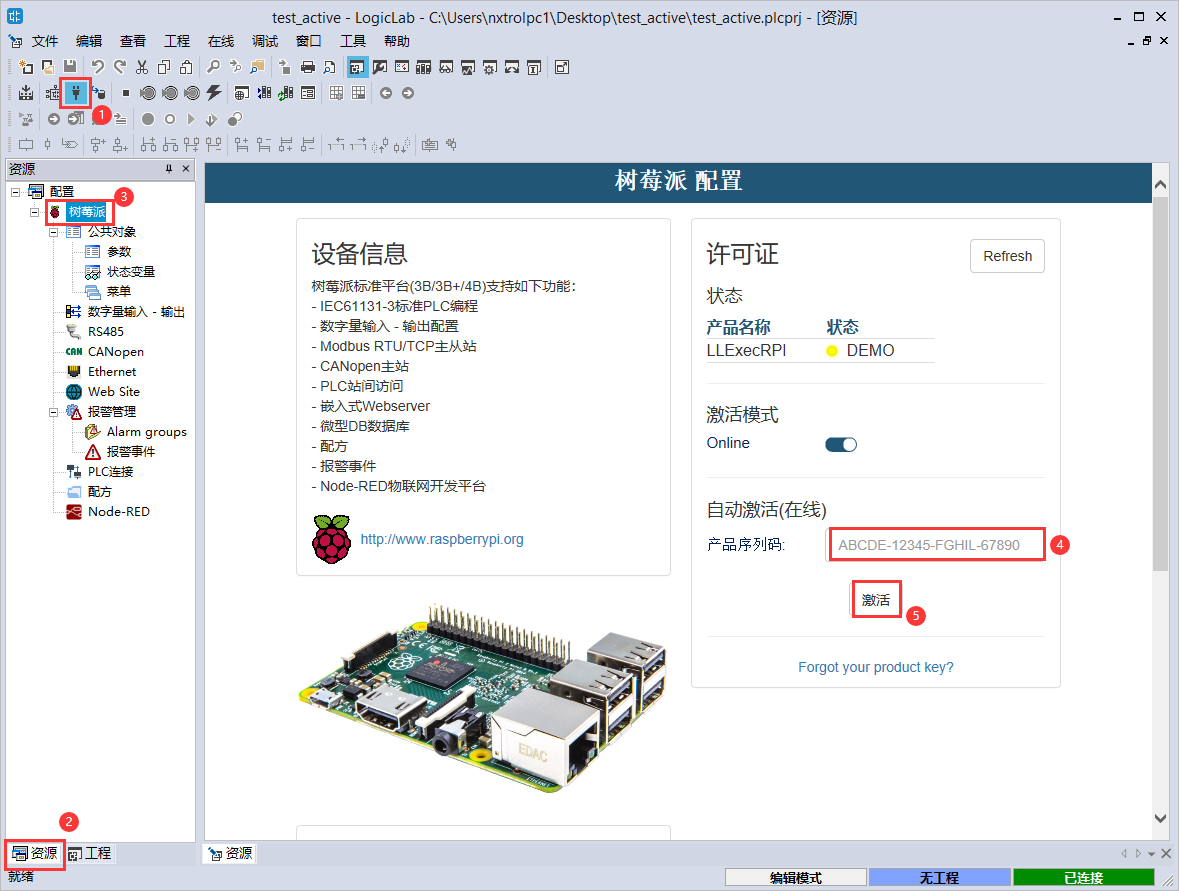 test_active - LogicLab - C:\Users\nxtrolpc1\Desktop\test_active\test_active.plcprj - [资源]
文件 编辑 查看 工程 在线 调试 窗口 工具 帮助
1
资源
配置
树莓派
3
公共对象
参数
状态变量
菜单
数字量输入 - 输出
RS485
CAN CANopen
Ethernet
Web Site
报警管理
Alarm groups
报警事件
PLC连接
配方
Node-RED
2
资源 工程
树莓派 配置
设备信息
树莓派标准平台(3B/3B+/4B)支持如下功能：
- IEC61131-3标准PLC编程
- 数字量输入 - 输出配置
- Modbus RTU/TCP主从站
- CANopen主站
- PLC站间访问
- 嵌入式Webserver
- 微型DB数据库
- 配方
- 报警事件
- Node-RED物联网开发平台
http://www.raspberrypi.org
EDAC
许可证
Refresh
状态
产品名称 状态
LLExecRPI DEMO
激活模式
Online
自动激活(在线)
产品序列码: ABCDE-12345-FGHIL-67890
4
激活
5
Forgot your product key?
资源
就绪
编辑模式 无工程 已连接